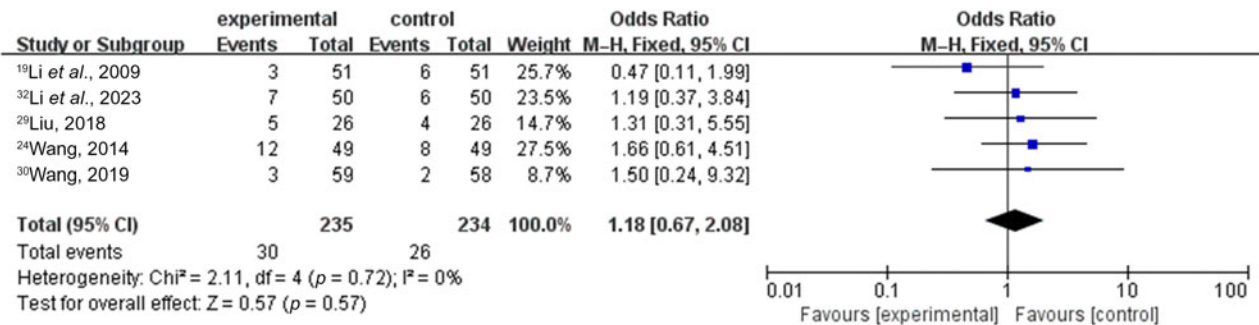 experimental control Odds Ratio Odds Ratio
Study or Subgroup Events Total Events Total Weight M–H, Fixed, 95% CI M–H, Fixed, 95% CI
¹⁹Li et al., 2009 3 51 6 51 25.7% 0.47 [0.11, 1.99]
³²Li et al., 2023 7 50 6 50 23.5% 1.19 [0.37, 3.84]
²⁹Liu, 2018 5 26 4 26 14.7% 1.31 [0.31, 5.55]
²⁴Wang, 2014 12 49 8 49 27.5% 1.66 [0.61, 4.51]
³⁰Wang, 2019 3 59 2 58 8.7% 1.50 [0.24, 9.32]
Total (95% CI) 235 234 100.0% 1.18 [0.67, 2.08]
Total events 30 26
Heterogeneity: Chi² = 2.11, df = 4 (p = 0.72); I² = 0%
Test for overall effect: Z = 0.57 (p = 0.57)
0.01 0.1 1 10 100
Favours [experimental] Favours [control]